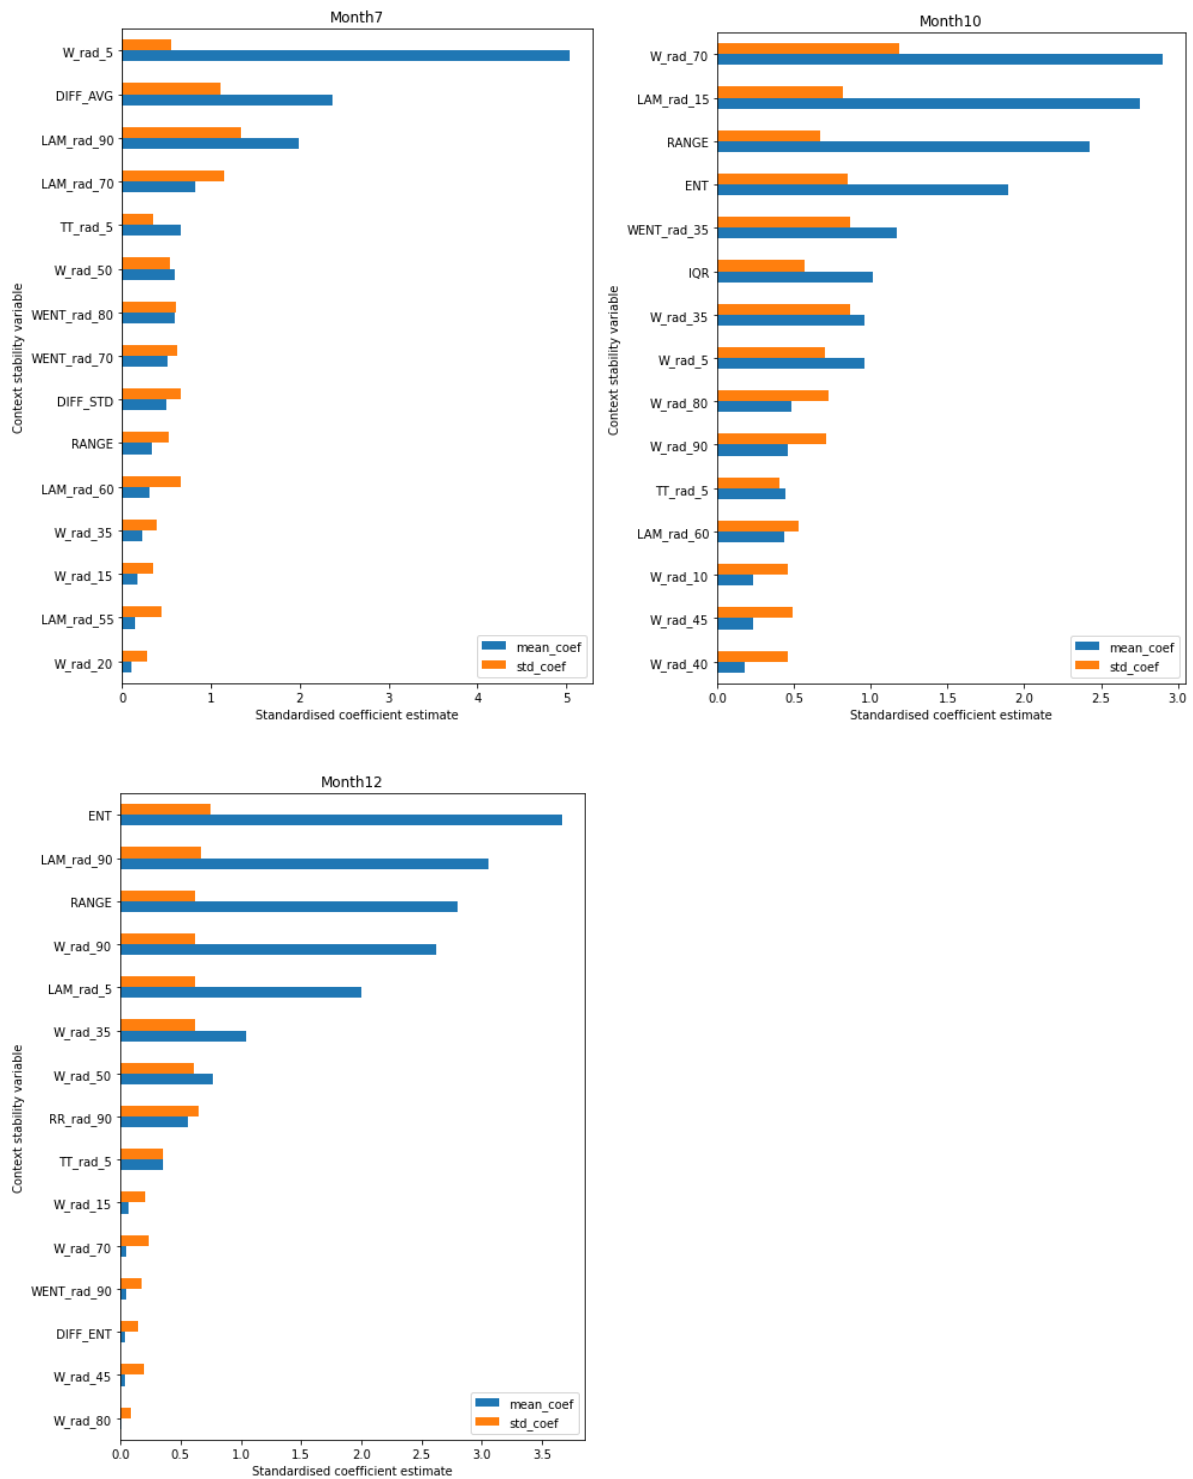 Month7
Context stability variable
W_rad_5
DIFF_AVG
LAM_rad_90
LAM_rad_70
TT_rad_5
W_rad_50
WENT_rad_80
WENT_rad_70
DIFF_STD
RANGE
LAM_rad_60
W_rad_35
W_rad_15
LAM_rad_55
W_rad_20
mean_coef
std_coef
0 1 2 3 4 5
Standardised coefficient estimate
Month10
Context stability variable
W_rad_70
LAM_rad_15
RANGE
ENT
WENT_rad_35
IQR
W_rad_35
W_rad_5
W_rad_80
W_rad_90
TT_rad_5
LAM_rad_60
W_rad_10
W_rad_45
W_rad_40
mean_coef
std_coef
0.0 0.5 1.0 1.5 2.0 2.5 3.0
Standardised coefficient estimate
Month12
Context stability variable
ENT
LAM_rad_90
RANGE
W_rad_90
LAM_rad_5
W_rad_35
W_rad_50
RR_rad_90
TT_rad_5
W_rad_15
W_rad_70
WENT_rad_90
DIFF_ENT
W_rad_45
W_rad_80
mean_coef
std_coef
0.0 0.5 1.0 1.5 2.0 2.5 3.0 3.5
Standardised coefficient estimate